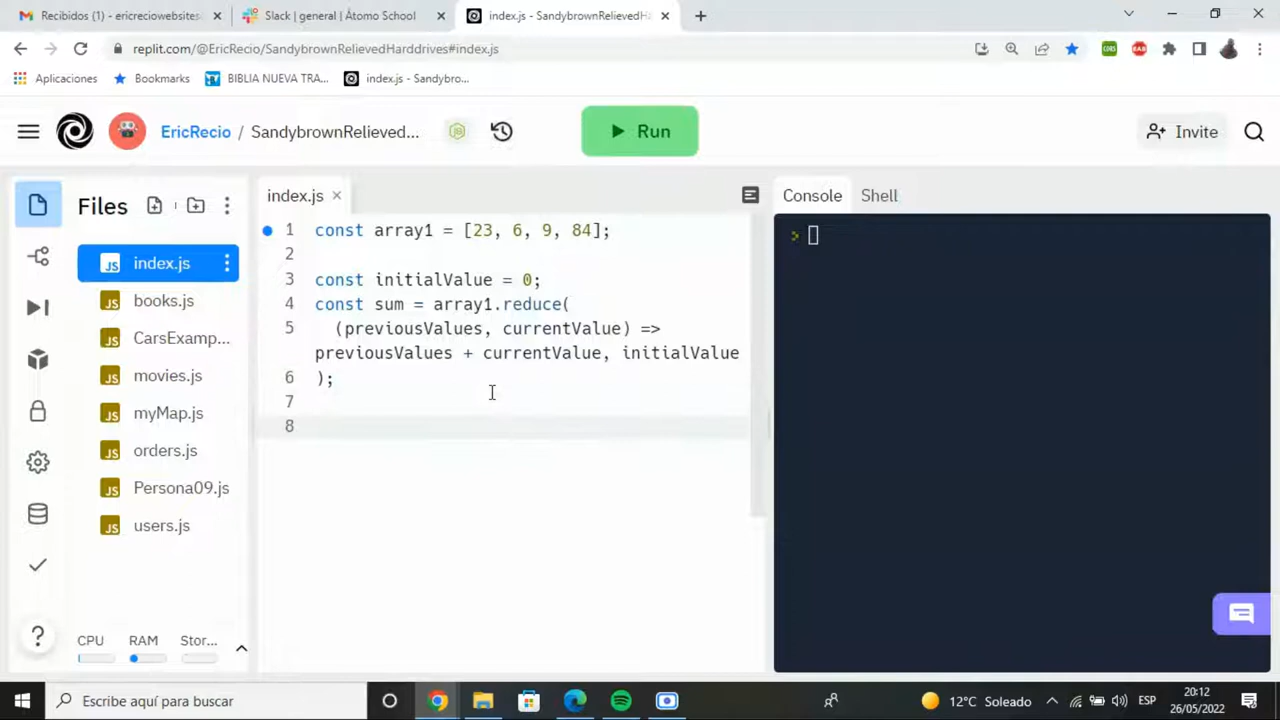 Recibidos (1) - ericreciowebsites
Slack | general | Átomo School
index.js - SandybrownRelievedHa
replit.com/@EricRecio/SandybrownRelievedHarddrives#index.js
Aplicaciones
Bookmarks
BIBLIA NUEVA TRA...
index.js - Sandybro...
EricRecio / SandybrownRelieved...
Run
Invite
Files
index.js
books.js
CarsExamp...
movies.js
myMap.js
orders.js
Persona09.js
users.js
CPU
RAM
Stor...
index.js
1 const array1 = [23, 6, 9, 84];
2
3 const initialValue = 0;
4 const sum = array1.reduce(
5 (previousValues, currentValue) =>
previousValues + currentValue, initialValue
6 );
7
8
Console
Shell
Escribe aquí para buscar
12°C Soleado
ESP
20:12
26/05/2022